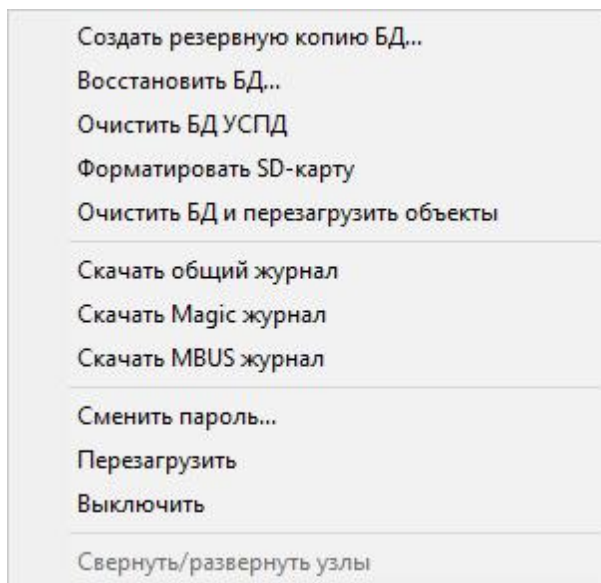 Создать резервную копию БД...
Восстановить БД...
Очистить БД УСПД
Форматировать SD-карту
Очистить БД и перезагрузить объекты
Скачать общий журнал
Скачать Magic журнал
Скачать MBUS журнал
Сменить пароль...
Перезагрузить
Выключить
Свернуть/развернуть узлы